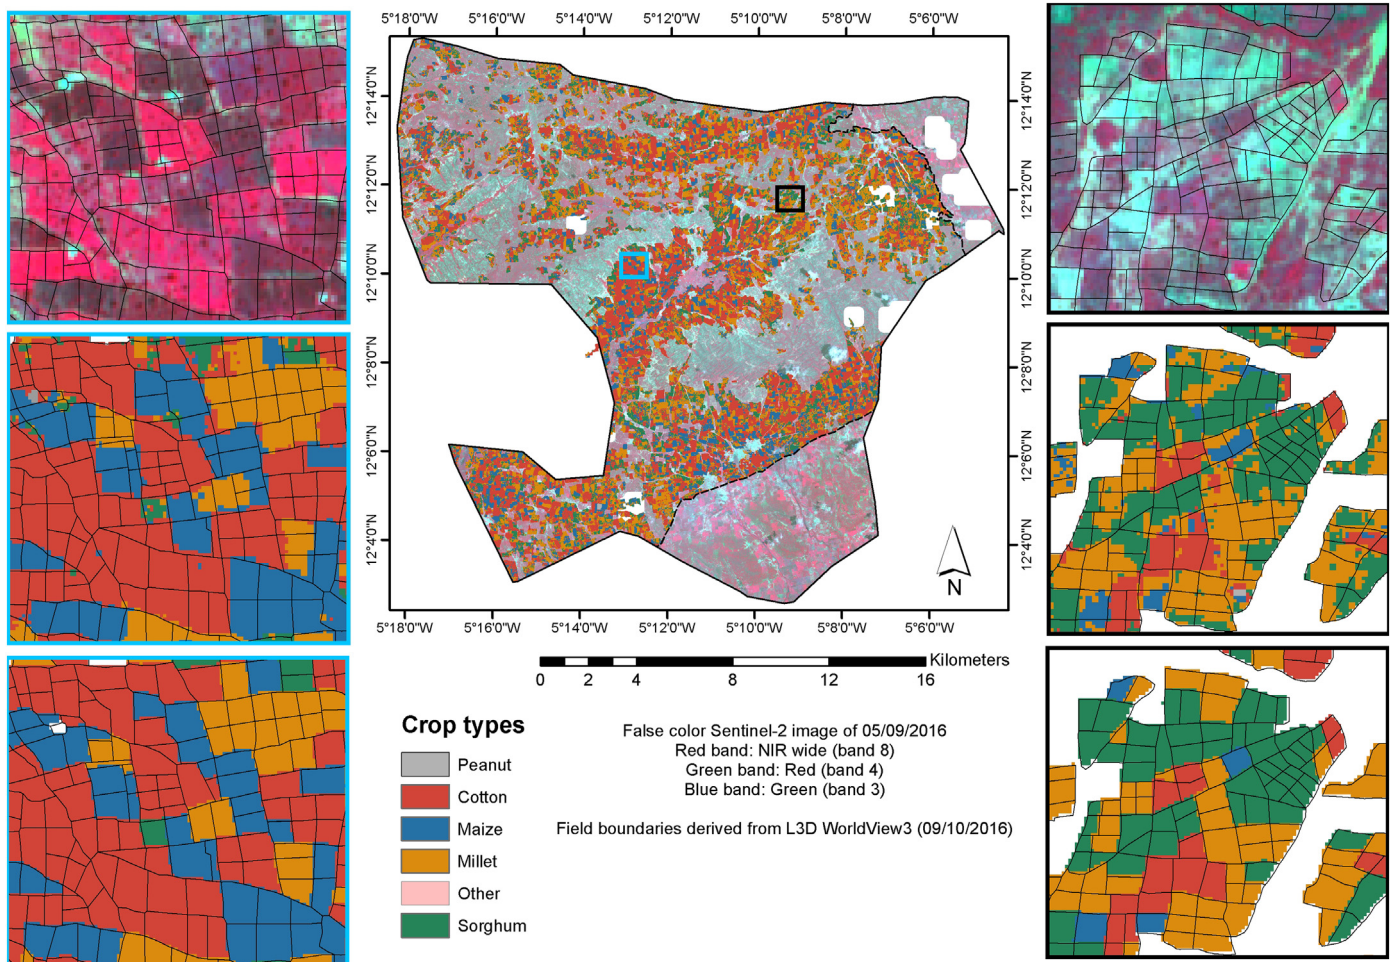 5°18'0"W 5°16'0"W 5°14'0"W 5°12'0"W 5°10'0"W 5°8'0"W 5°6'0"W
12°14'0"N
12°12'0"N
12°10'0"N
12°8'0"N
12°6'0"N
12°4'0"N
12°14'0"N
12°12'0"N
12°10'0"N
12°8'0"N
12°6'0"N
12°4'0"N
N
5°18'0"W 5°16'0"W 5°14'0"W 5°12'0"W 5°10'0"W 5°8'0"W 5°6'0"W
Kilometers
0 2 4 8 12 16
Crop types
Peanut
Cotton
Maize
Millet
Other
Sorghum
False color Sentinel-2 image of 05/09/2016
Red band: NIR wide (band 8)
Green band: Red (band 4)
Blue band: Green (band 3)
Field boundaries derived from L3D WorldView3 (09/10/2016)